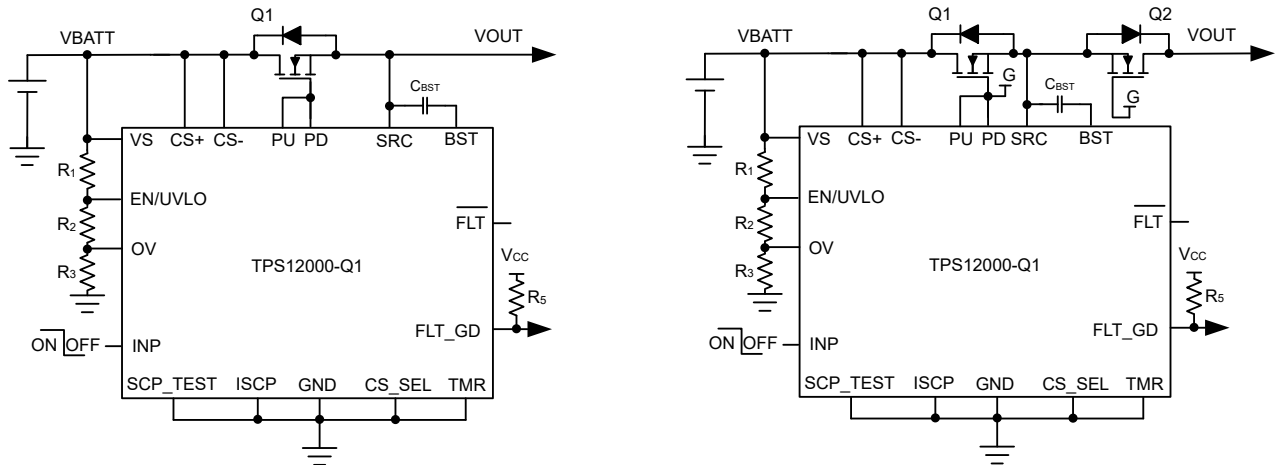 Q1
VBATT
VOUT
CBST
VS
CS+
CS-
PU
PD
SRC
BST
R1
EN/UVLO
R2
FLT
OV
VCC
R3
TPS12000-Q1
R5
FLT_GD
ON
OFF
INP
SCP_TEST
ISCP
GND
CS_SEL
TMR
Q1
Q2
VBATT
VOUT
G
CBST
G
VS
CS+
CS-
PU
PD
SRC
BST
R1
EN/UVLO
R2
FLT
OV
VCC
R3
TPS12000-Q1
R5
FLT_GD
ON
OFF
INP
SCP_TEST
ISCP
GND
CS_SEL
TMR